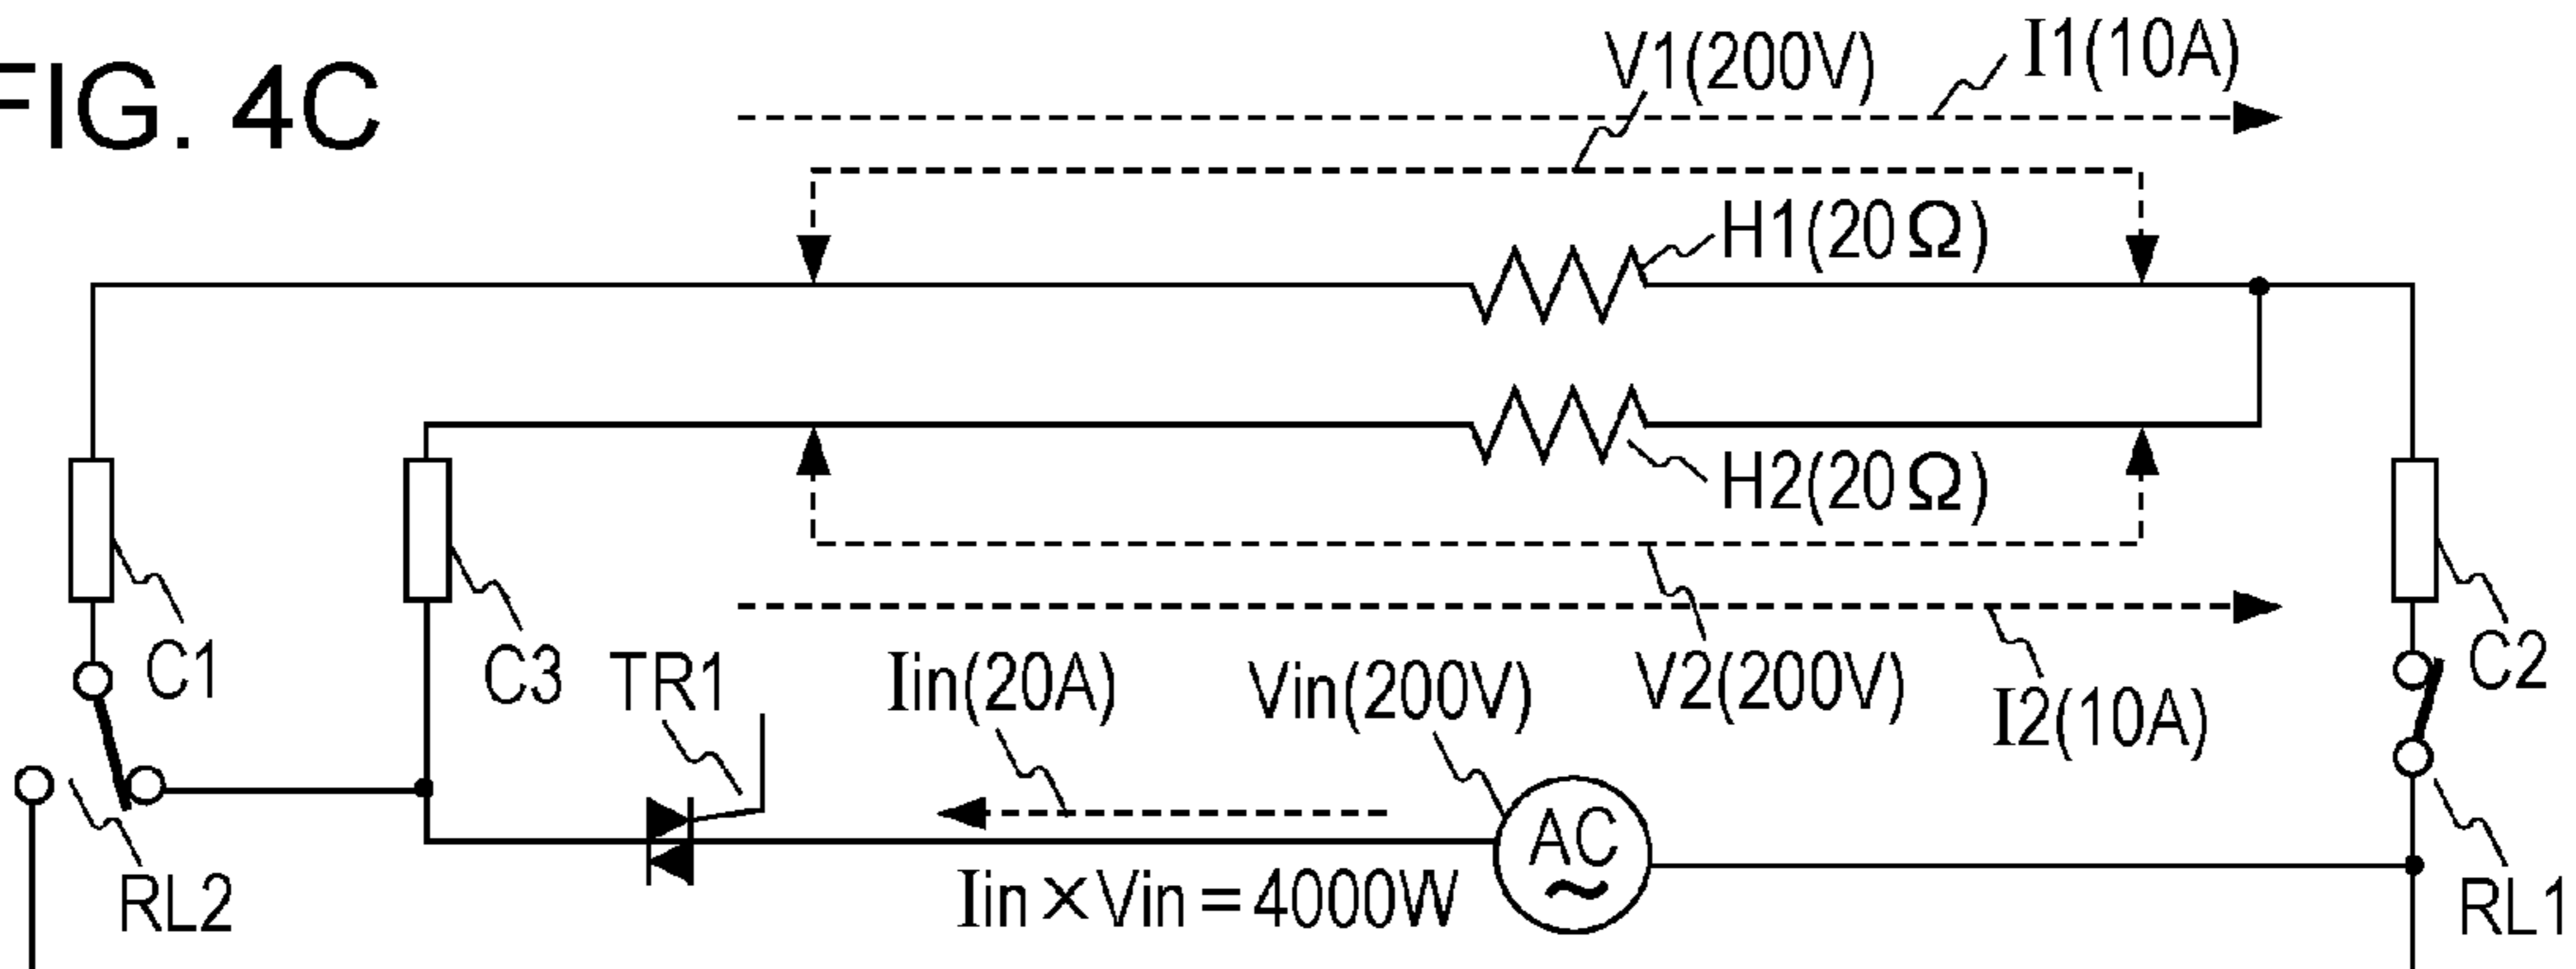 FIG. 4C
V1(200V)
I1(10A)
H1(20Ω)
H2(20Ω)
C1
C3
TR1
Iin(20A)
Vin(200V)
V2(200V)
I2(10A)
C2
AC
RL2
Iin×Vin=4000W
RL1